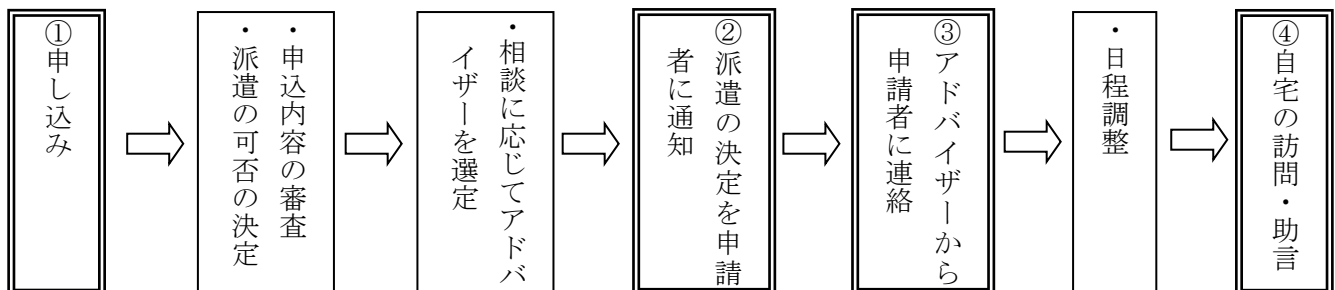 ①申し込み
・申込内容の審査
・派遣の可否の決定
・相談に応じてアドバ
イザーを選定
②派遣の決定を申請
者に通知
③アドバイザーから
申請者に連絡
・日程調整
④自宅の訪問・助言